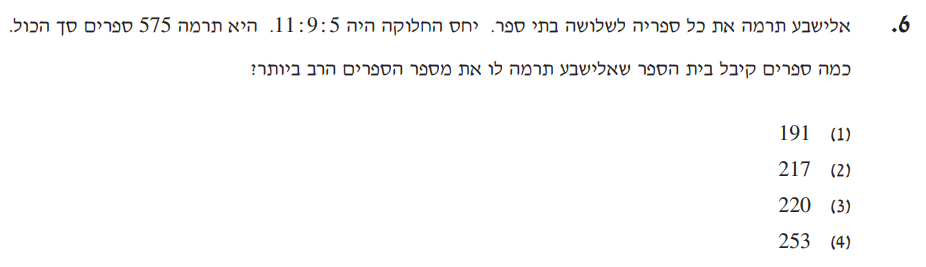 6. אלישבע תרמה את כל ספריה לשלושה בתי ספר. יחס החלוקה היה 11:9:5. היא תרמה 575 ספרים סך הכול.
כמה ספרים קיבל בית הספר שאלישבע תרמה לו את מספר הספרים הרב ביותר?
(1) 191
(2) 217
(3) 220
(4) 253